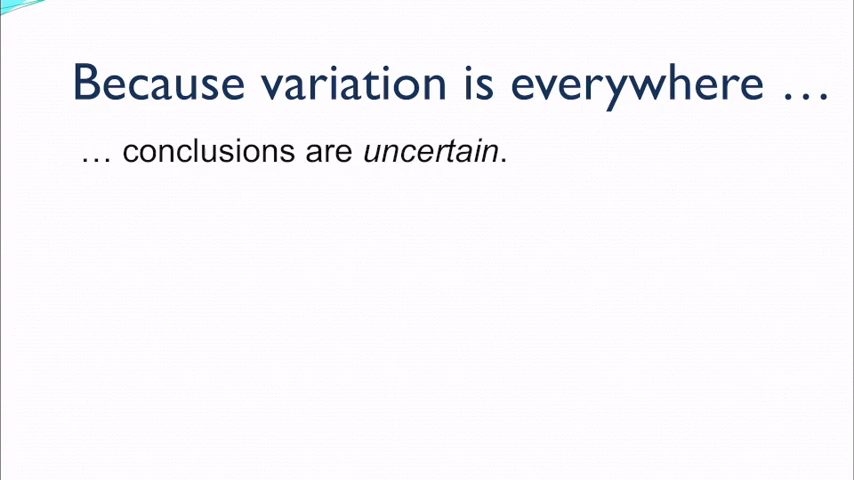 Because variation is everywhere …
… conclusions are uncertain.